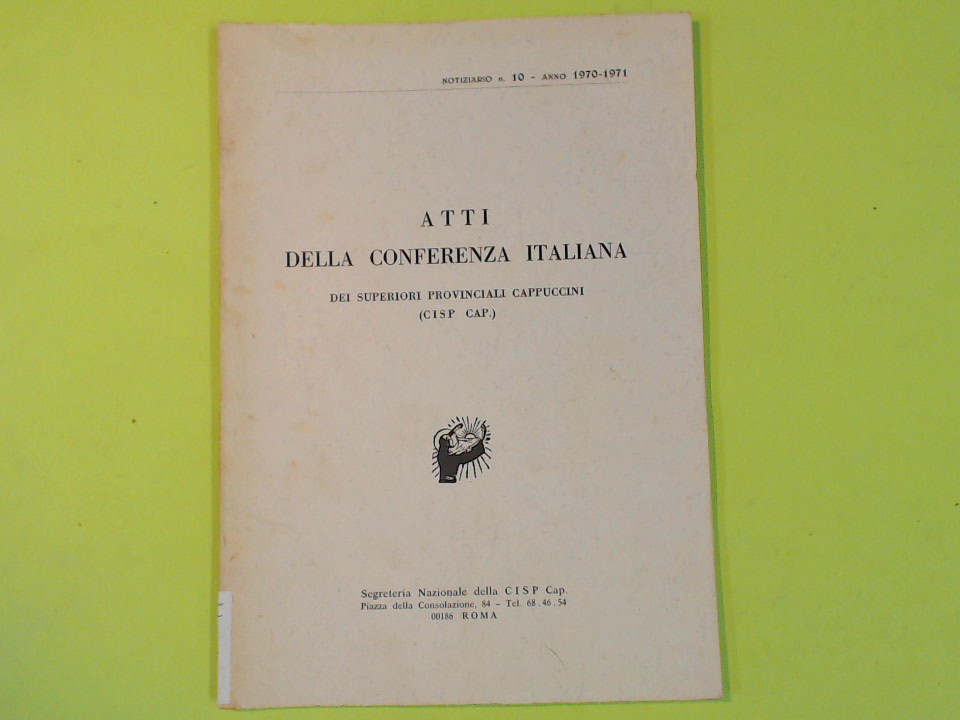 NOTIZIARIO n. 10 - ANNO 1970-1971
ATTI
DELLA CONFERENZA ITALIANA
DEI SUPERIORI PROVINCIALI CAPPUCCINI
(CISP CAP.)
Segreteria Nazionale della CISP Cap.
Piazza della Consolazione, 84 - Tel. 68.46.54
00186 ROMA